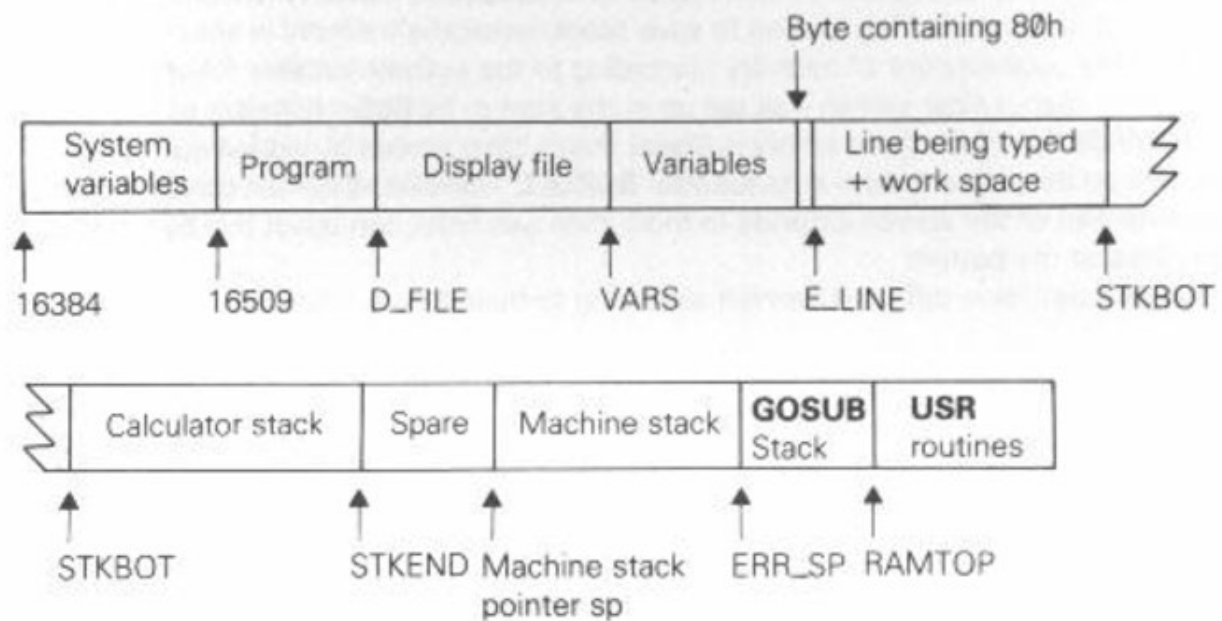 Byte containing 80h
System variables
Program
Display file
Variables
Line being typed + work space
16384
16509
D_FILE
VARS
E_LINE
STKBOT
Calculator stack
Spare
Machine stack
GOSUB Stack
USR routines
STKBOT
STKEND
Machine stack pointer sp
ERR_SP
RAMTOP